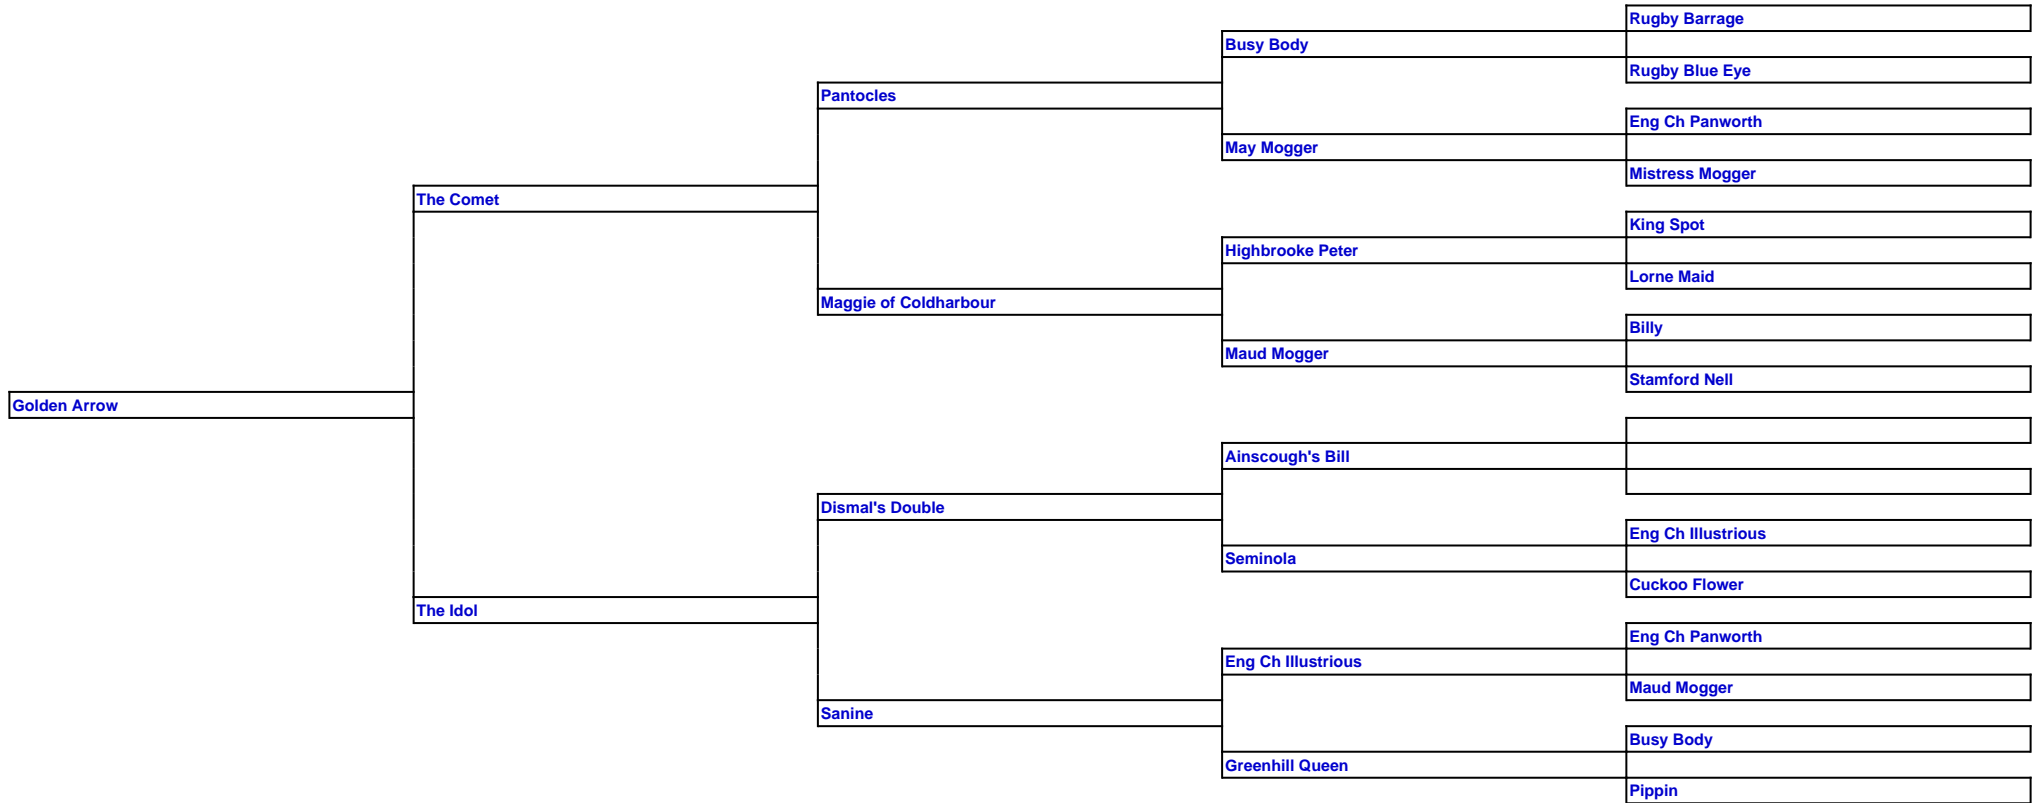 Rugby Barrage
Busy Body
Rugby Blue Eye
Pantocles
Eng Ch Panworth
May Mogger
Mistress Mogger
The Comet
King Spot
Highbrooke Peter
Lorne Maid
Maggie of Coldharbour
Billy
Maud Mogger
Stamford Nell
Golden Arrow
Ainscough's Bill
Dismal's Double
Eng Ch Illustrious
Seminola
Cuckoo Flower
The Idol
Eng Ch Panworth
Eng Ch Illustrious
Maud Mogger
Sanine
Busy Body
Greenhill Queen
Pippin